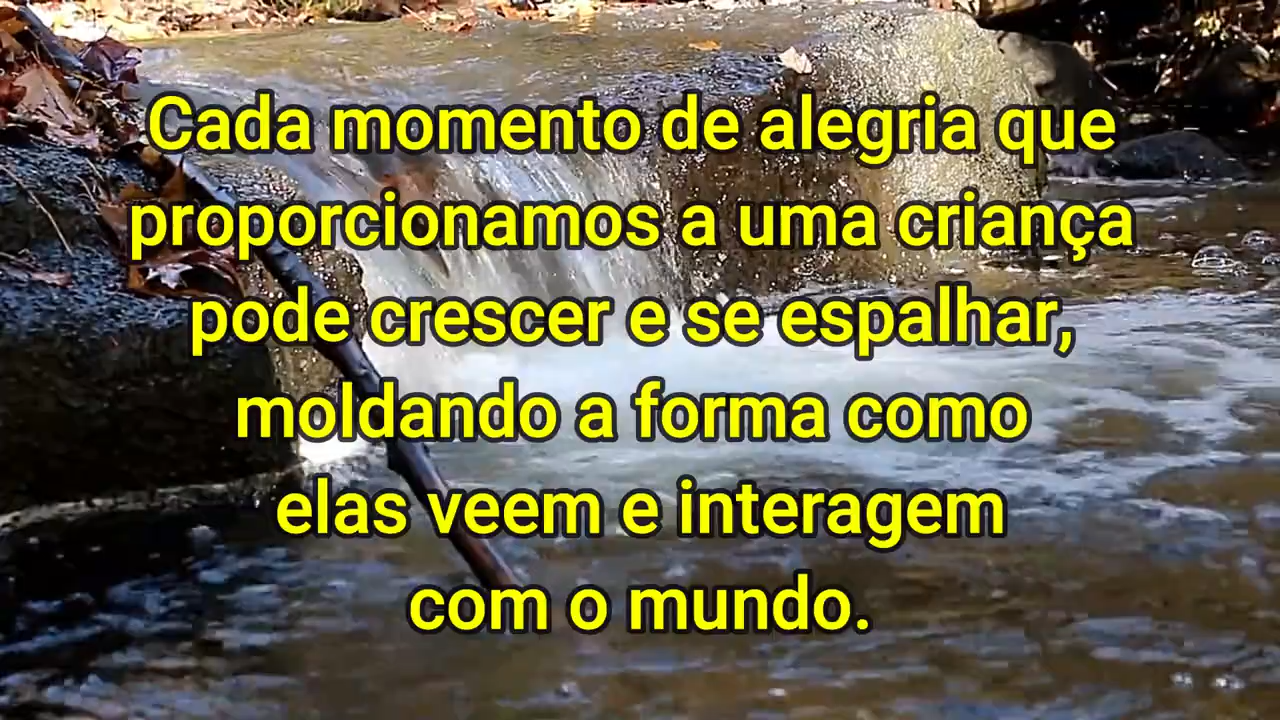 Cada momento de alegria que
proporcionamos a uma criança
pode crescer e se espalhar,
moldando a forma como
elas veem e interagem
com o mundo.